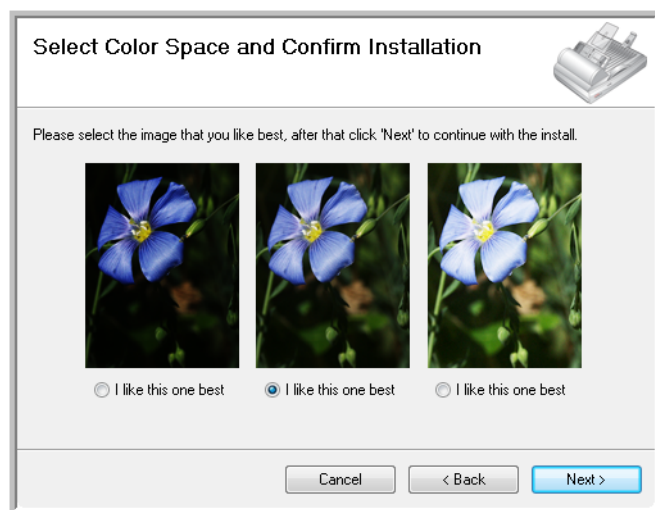 Select Color Space and Confirm Installation
Please select the image that you like best, after that click 'Next' to continue with the install.
I like this one best I like this one best I like this one best
Cancel < Back Next >